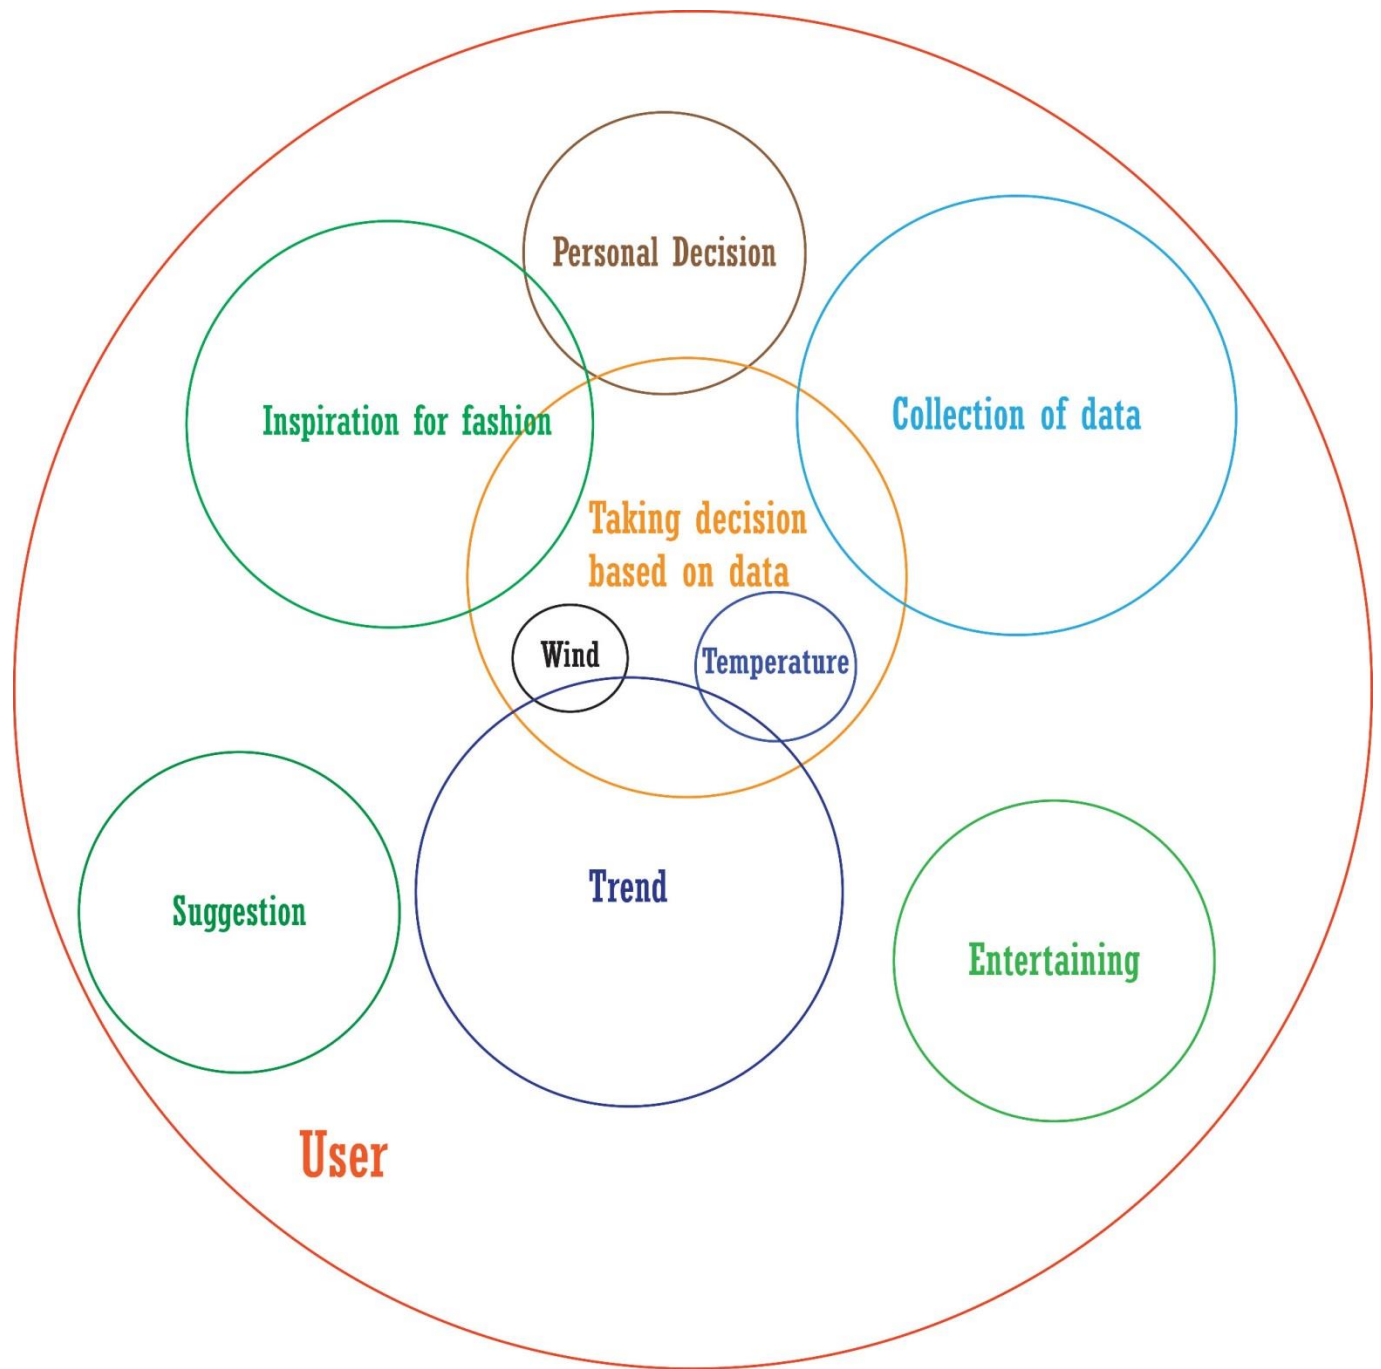 Personal Decision
Inspiration for fashion
Collection of data
Taking decision
based on data
Wind
Temperature
Trend
Suggestion
Entertaining
User